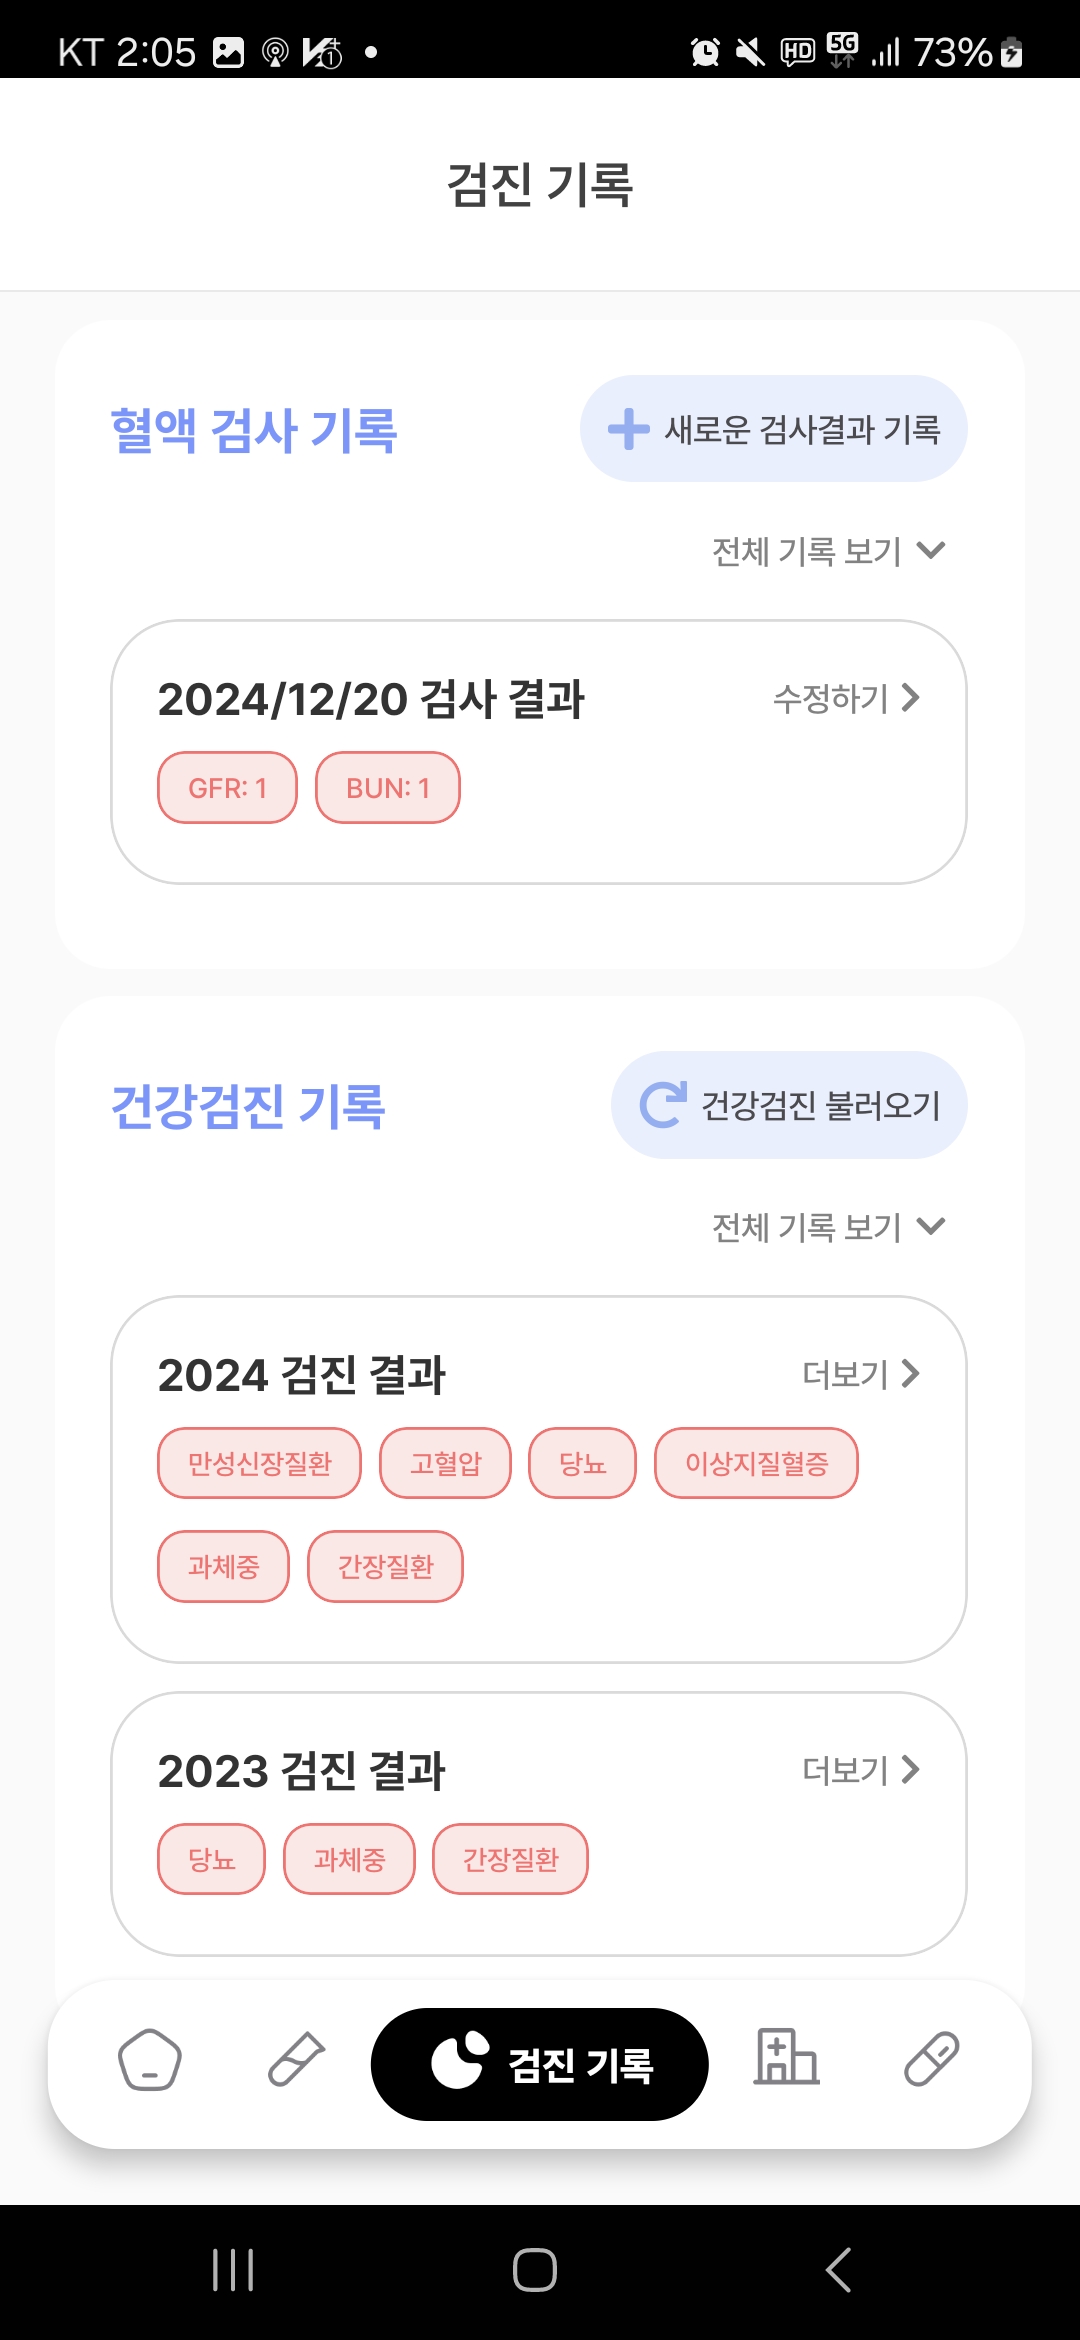 KT 2:05 HD 5G 73%
검진 기록
혈액 검사 기록
새로운 검사결과 기록
전체 기록 보기
2024/12/20 검사 결과
수정하기
GFR: 1
BUN: 1
건강검진 기록
건강검진 불러오기
전체 기록 보기
2024 검진 결과
더보기
만성신장질환
고혈압
당뇨
이상지질혈증
과체중
간장질환
2023 검진 결과
더보기
당뇨
과체중
간장질환
검진 기록